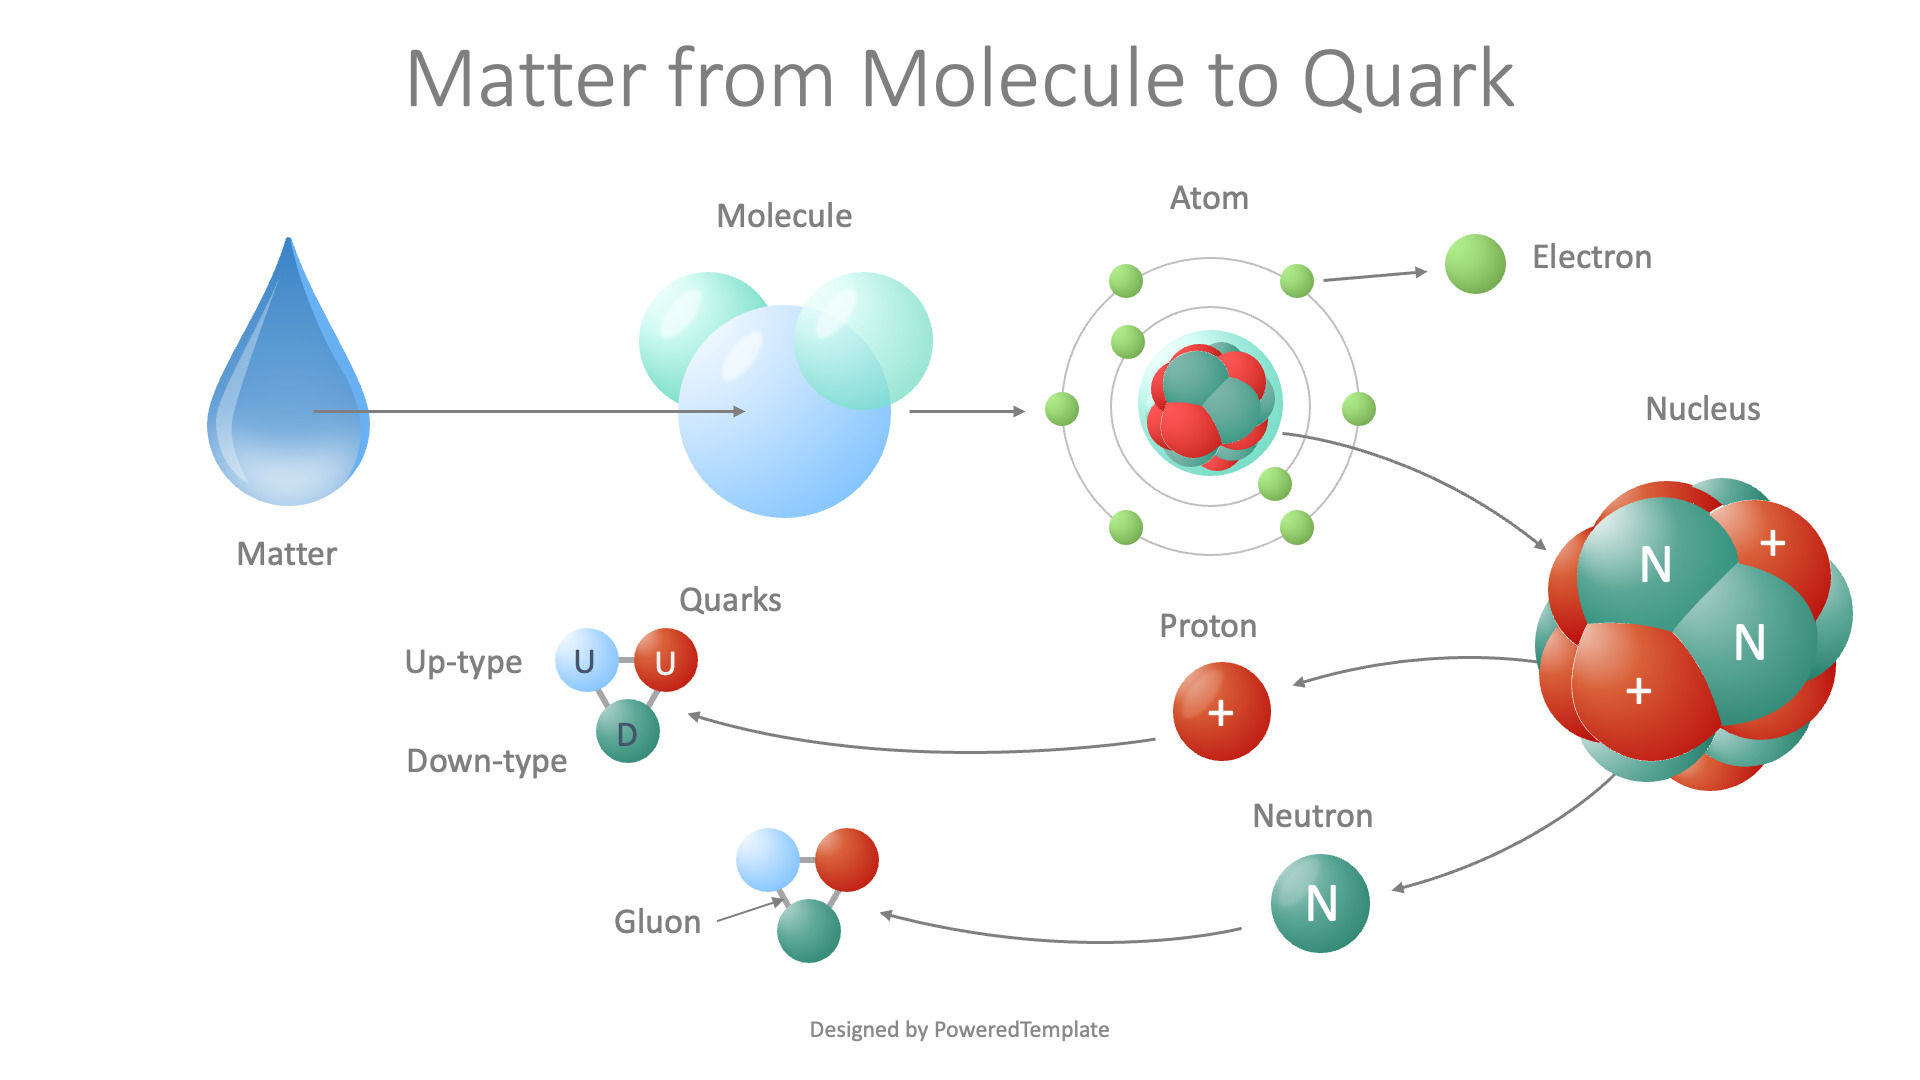 Matter from Molecule to Quark
Atom
Molecule
Electron
Nucleus
N
+
N
+
Matter
Quarks
Proton
Up-type
U
U
+
D
Down-type
Neutron
N
Gluon
Designed by PoweredTemplate